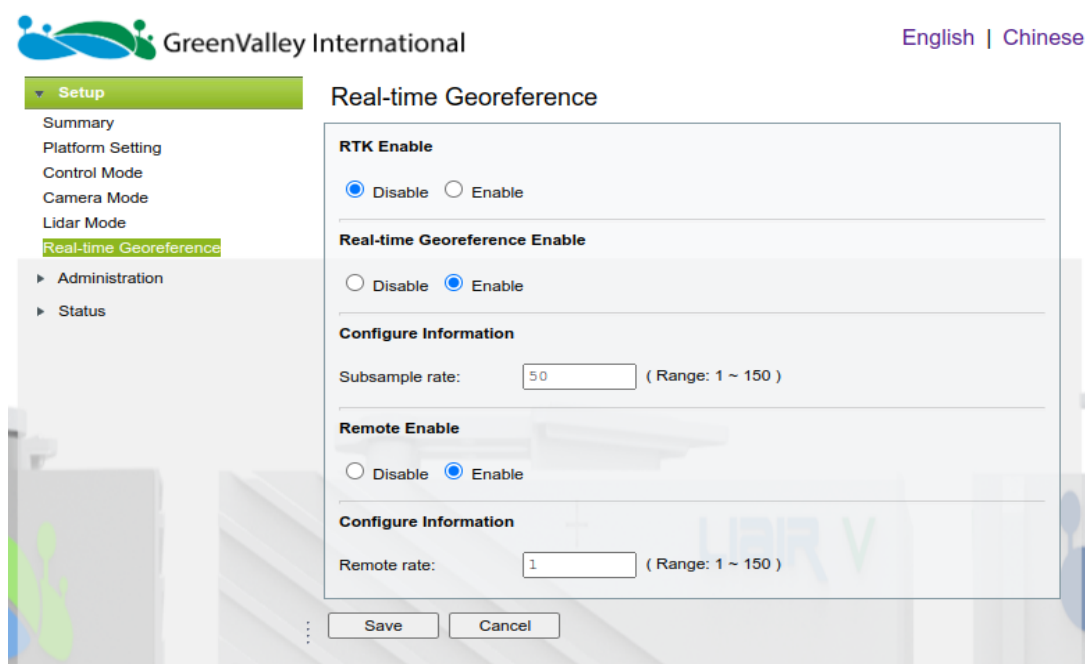 GreenValley International
English | Chinese
Setup
Summary
Platform Setting
Control Mode
Camera Mode
Lidar Mode
Real-time Georeference
Administration
Status
Real-time Georeference
RTK Enable
Disable Enable
Real-time Georeference Enable
Disable Enable
Configure Information
Subsample rate: 50 ( Range: 1 ~ 150 )
Remote Enable
Disable Enable
Configure Information
Remote rate: 1 ( Range: 1 ~ 150 )
LiAIR V
Save Cancel